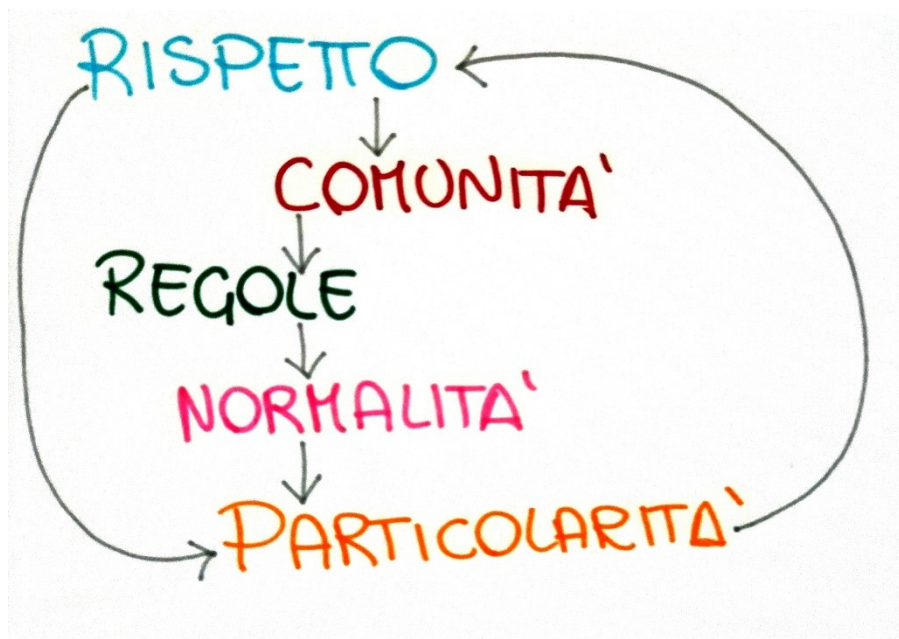 RISPETTO
COMUNITA'
REGOLE
NORMALITA'
PARTICOLARITA'